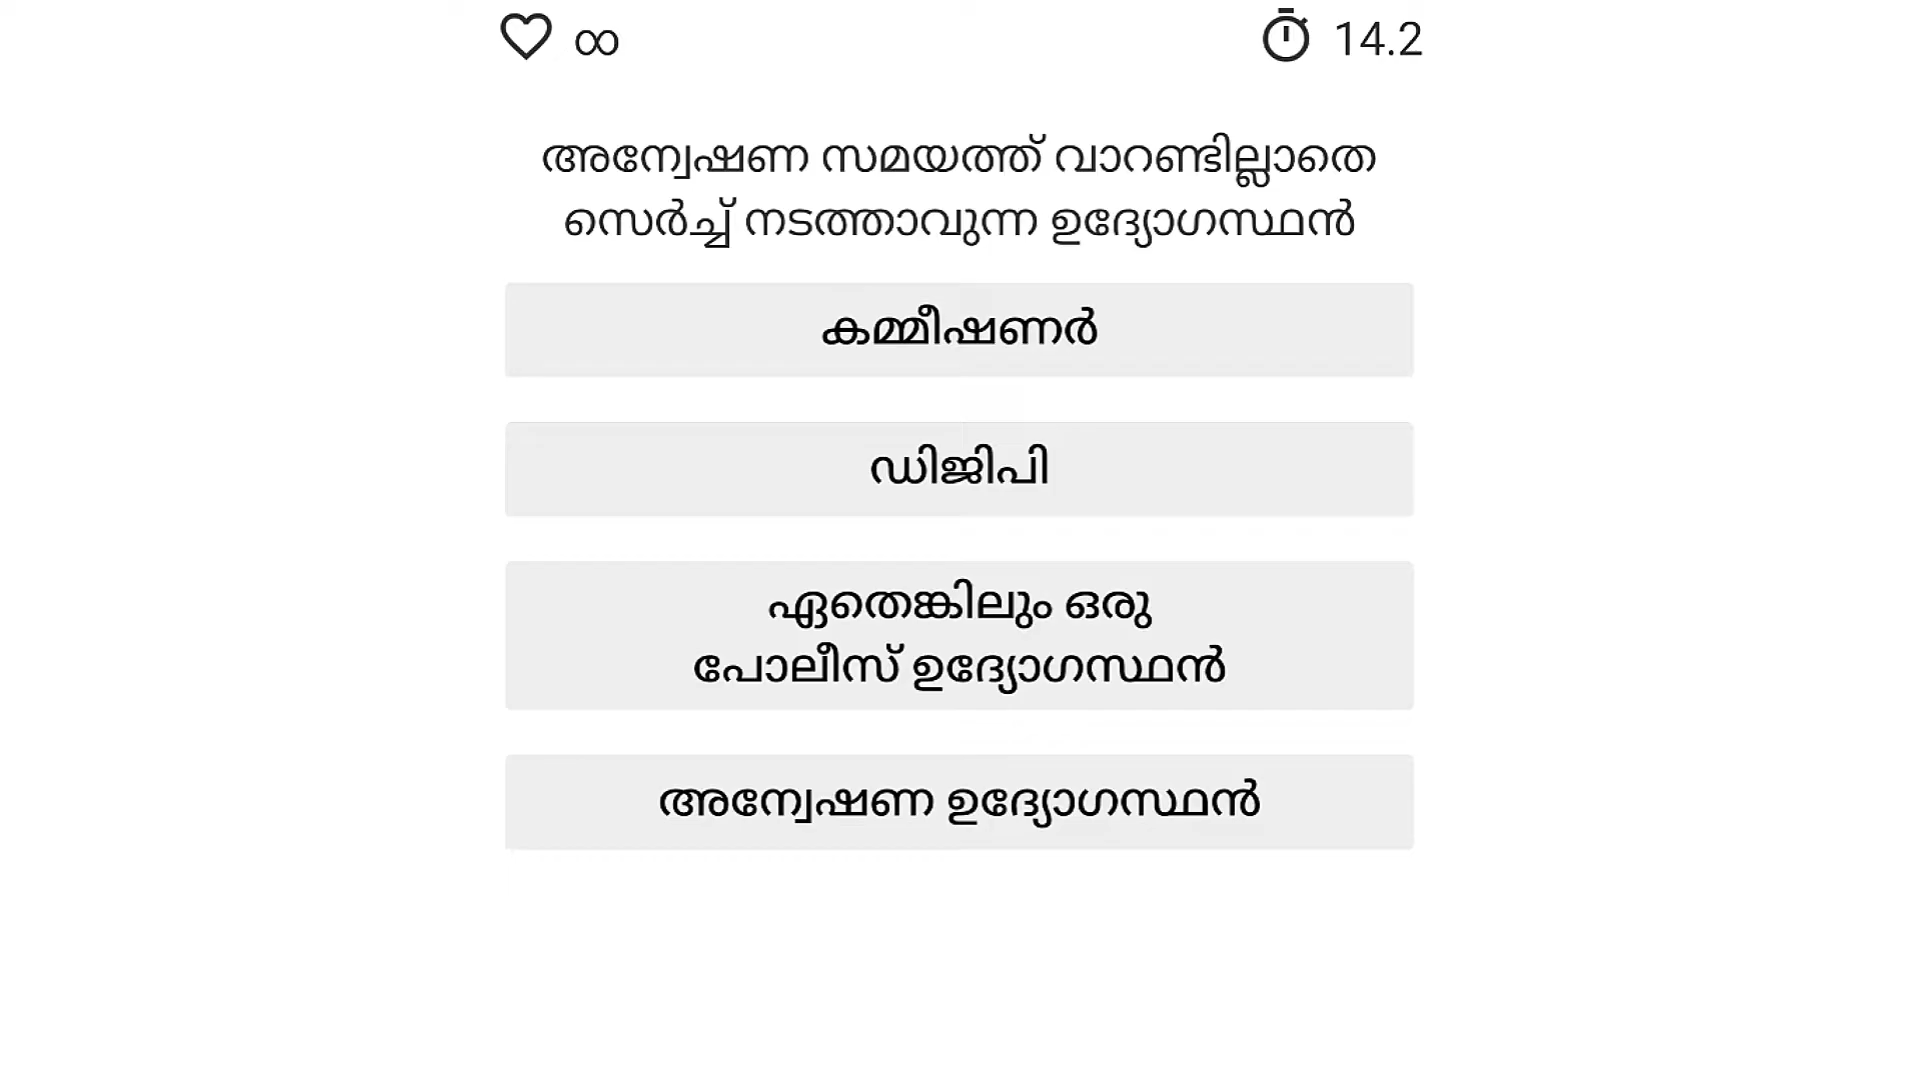 ∞ 14.2
അന്വേഷണ സമയത്ത് വാറണ്ടില്ലാതെ
സെർച്ച് നടത്താവുന്ന ഉദ്യോഗസ്ഥൻ
കമ്മീഷണർ
ഡിജിപി
ഏതെങ്കിലും ഒരു
പോലീസ് ഉദ്യോഗസ്ഥൻ
അന്വേഷണ ഉദ്യോഗസ്ഥൻ